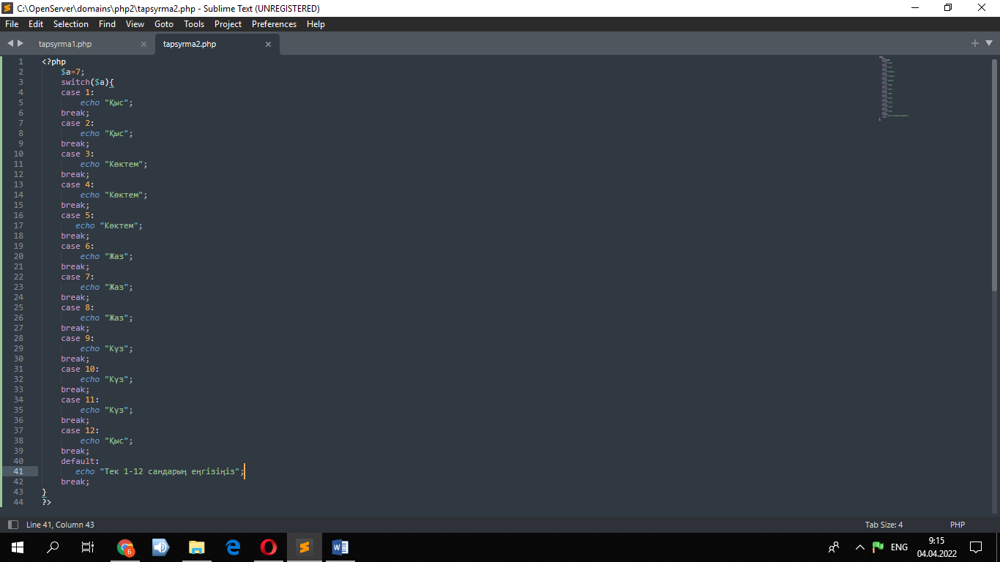 C:\OpenServer\domains\php2\tapsyrma2.php - Sublime Text (UNREGISTERED)
File Edit Selection Find View Goto Tools Project Preferences Help
tapsyrma1.php × tapsyrma2.php ×
1 <?php
2 $a=7;
3 switch($a){
4 case 1:
5 echo "Қыс";
6 break;
7 case 2:
8 echo "Қыс";
9 break;
10 case 3:
11 echo "Көктем";
12 break;
13 case 4:
14 echo "Көктем";
15 break;
16 case 5:
17 echo "Көктем";
18 break;
19 case 6:
20 echo "Жаз";
21 break;
22 case 7:
23 echo "Жаз";
24 break;
25 case 8:
26 echo "Жаз";
27 break;
28 case 9:
29 echo "Күз";
30 break;
31 case 10:
32 echo "Күз";
33 break;
34 case 11:
35 echo "Күз";
36 break;
37 case 12:
38 echo "Қыс";
39 break;
40 default:
41 echo "Тек 1-12 сандарың еңгізіңіз";
42 break;
43 }
44 ?>
Line 41, Column 43 Tab Size: 4 PHP
6 ENG 9:15
04.04.2022